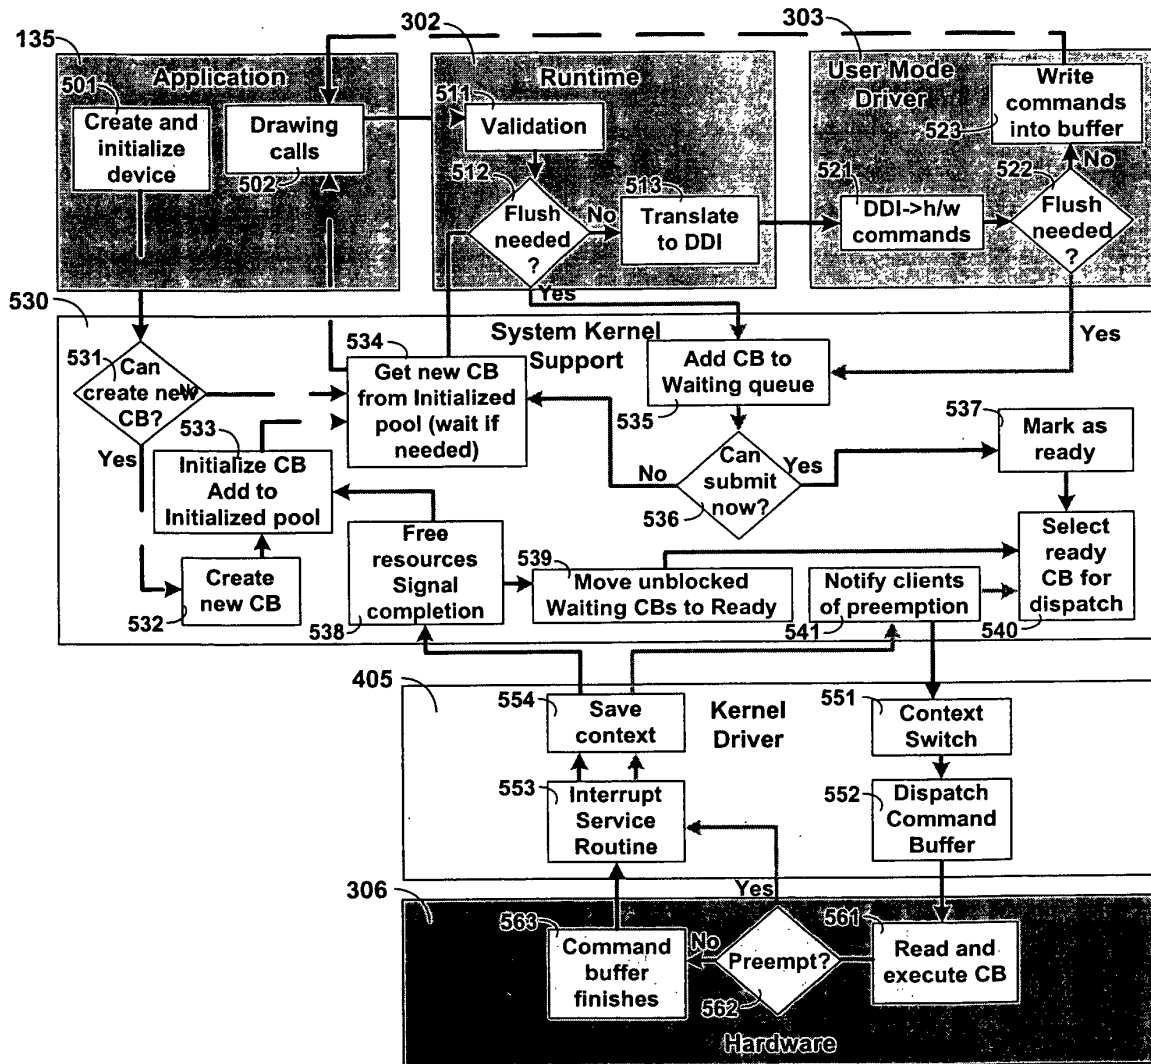 302
303
135
Application
Runtime
User Mode
Driver
501
Create and
initialize
device
Drawing
calls
502
511
Validation
512
Flush
needed
?
No
513
Translate
to DDI
521
DDI->h/w
commands
522
Flush
needed
?
No
Write
commands
into buffer
523
Yes
Yes
530
System Kernel
Support
531
Can
create new
CB?
No
Yes
534
Get new CB
from Initialized
pool (wait if
needed)
Add CB to
Waiting queue
535
533
Initialize CB
Add to
Initialized pool
No
Can
submit
now?
Yes
536
537
Mark as
ready
Create
new CB
532
Free
resources
Signal
completion
538
539
Move unblocked
Waiting CBs to Ready
Notify clients
of preemption
541
Select
ready
CB for
dispatch
540
405
Kernel
Driver
554
Save
context
551
Context
Switch
553
Interrupt
Service
Routine
552
Dispatch
Command
Buffer
Yes
306
563
Command
buffer
finishes
No
Preempt?
562
561
Read and
execute CB
Hardware